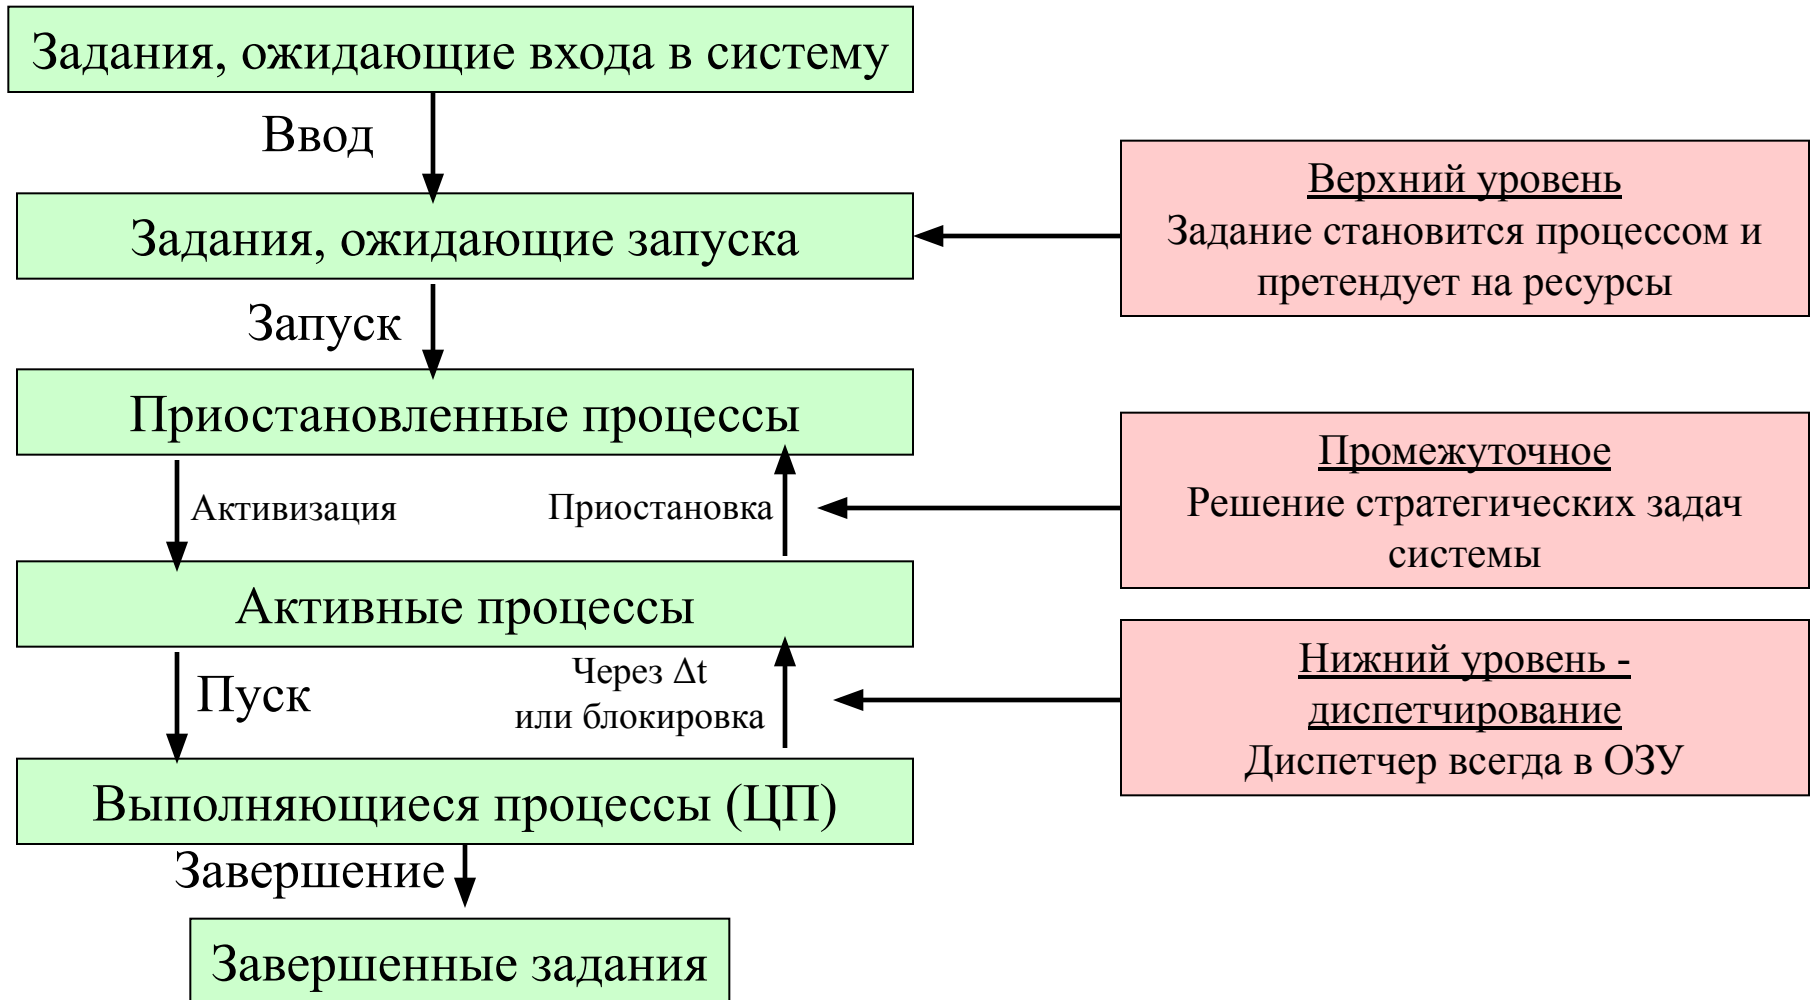 Задания, ожидающие входа в систему
Ввод
Задания, ожидающие запуска
Верхний уровень
Задание становится процессом и
претендует на ресурсы
Запуск
Приостановленные процессы
Активизация
Приостановка
Промежуточное
Решение стратегических задач
системы
Активные процессы
Пуск
Через Δt
или блокировка
Нижний уровень -
диспетчирование
Диспетчер всегда в ОЗУ
Выполняющиеся процессы (ЦП)
Завершение
Завершенные задания